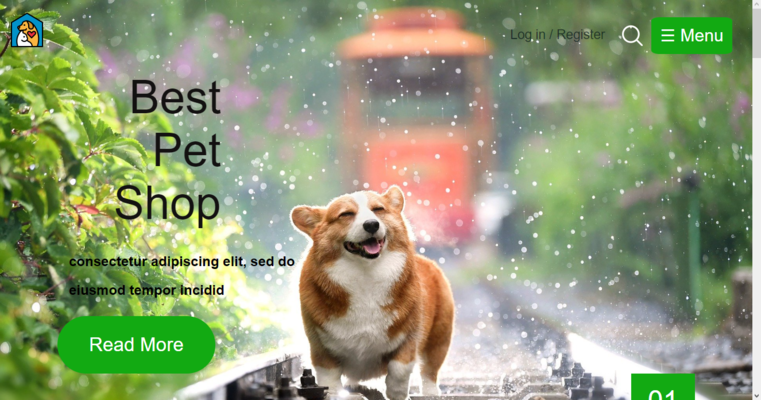 Log in / Register
☰ Menu
Best
Pet
Shop
consectetur adipiscing elit, sed do
eiusmod tempor incidid
Read More
01